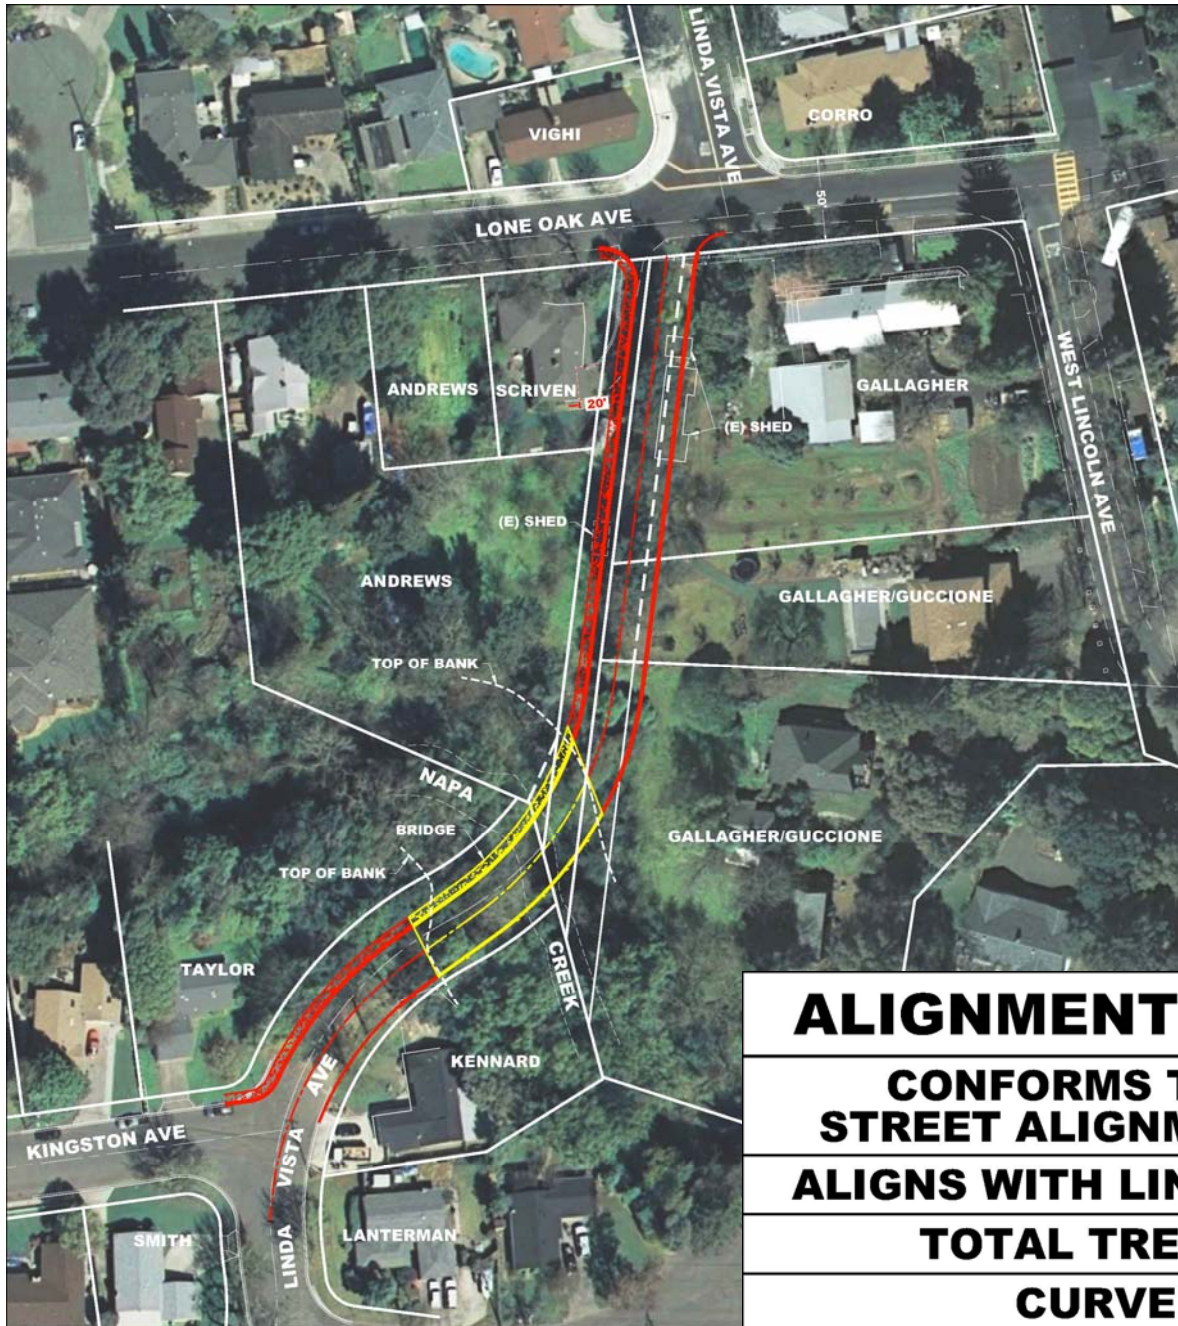 LINDA VISTA AVE
CORRO
VIGHI
LONE OAK AVE
50'
ANDREWS
SCRIVEN
20'
GALLAGHER
(E) SHED
WEST LINCOLN AVE
(E) SHED
ANDREWS
GALLAGHER/GUCCIONE
TOP OF BANK
NAPA
BRIDGE
GALLAGHER/GUCCIONE
TOP OF BANK
CREEK
TAYLOR
KENNARD
KINGSTON AVE
LINDA VISTA AVE
SMITH
LANTERMAN
ALIGNMENT
CONFORMS T
STREET ALIGNM
ALIGNS WITH LIN
TOTAL TRE
CURVE